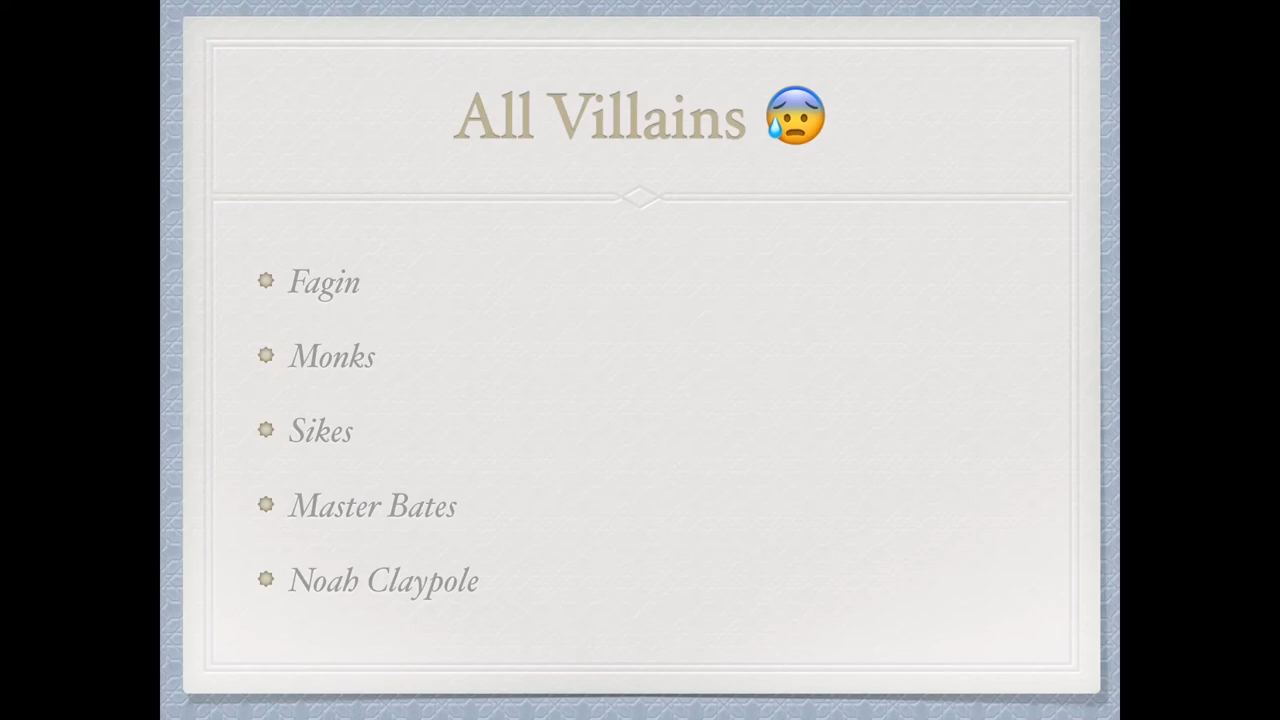 All Villains 😰
Fagin
Monks
Sikes
Master Bates
Noah Claypole